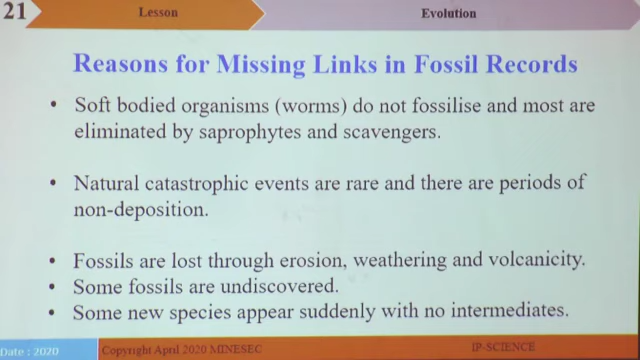 21
Lesson
Evolution
Reasons for Missing Links in Fossil Records
• Soft bodied organisms (worms) do not fossilise and most are
eliminated by saprophytes and scavengers.
• Natural catastrophic events are rare and there are periods of
non-deposition.
• Fossils are lost through erosion, weathering and volcanicity.
• Some fossils are undiscovered.
• Some new species appear suddenly with no intermediates.
Date : 2020
Copyright April 2020 MINESEC
IP-SCIENCE